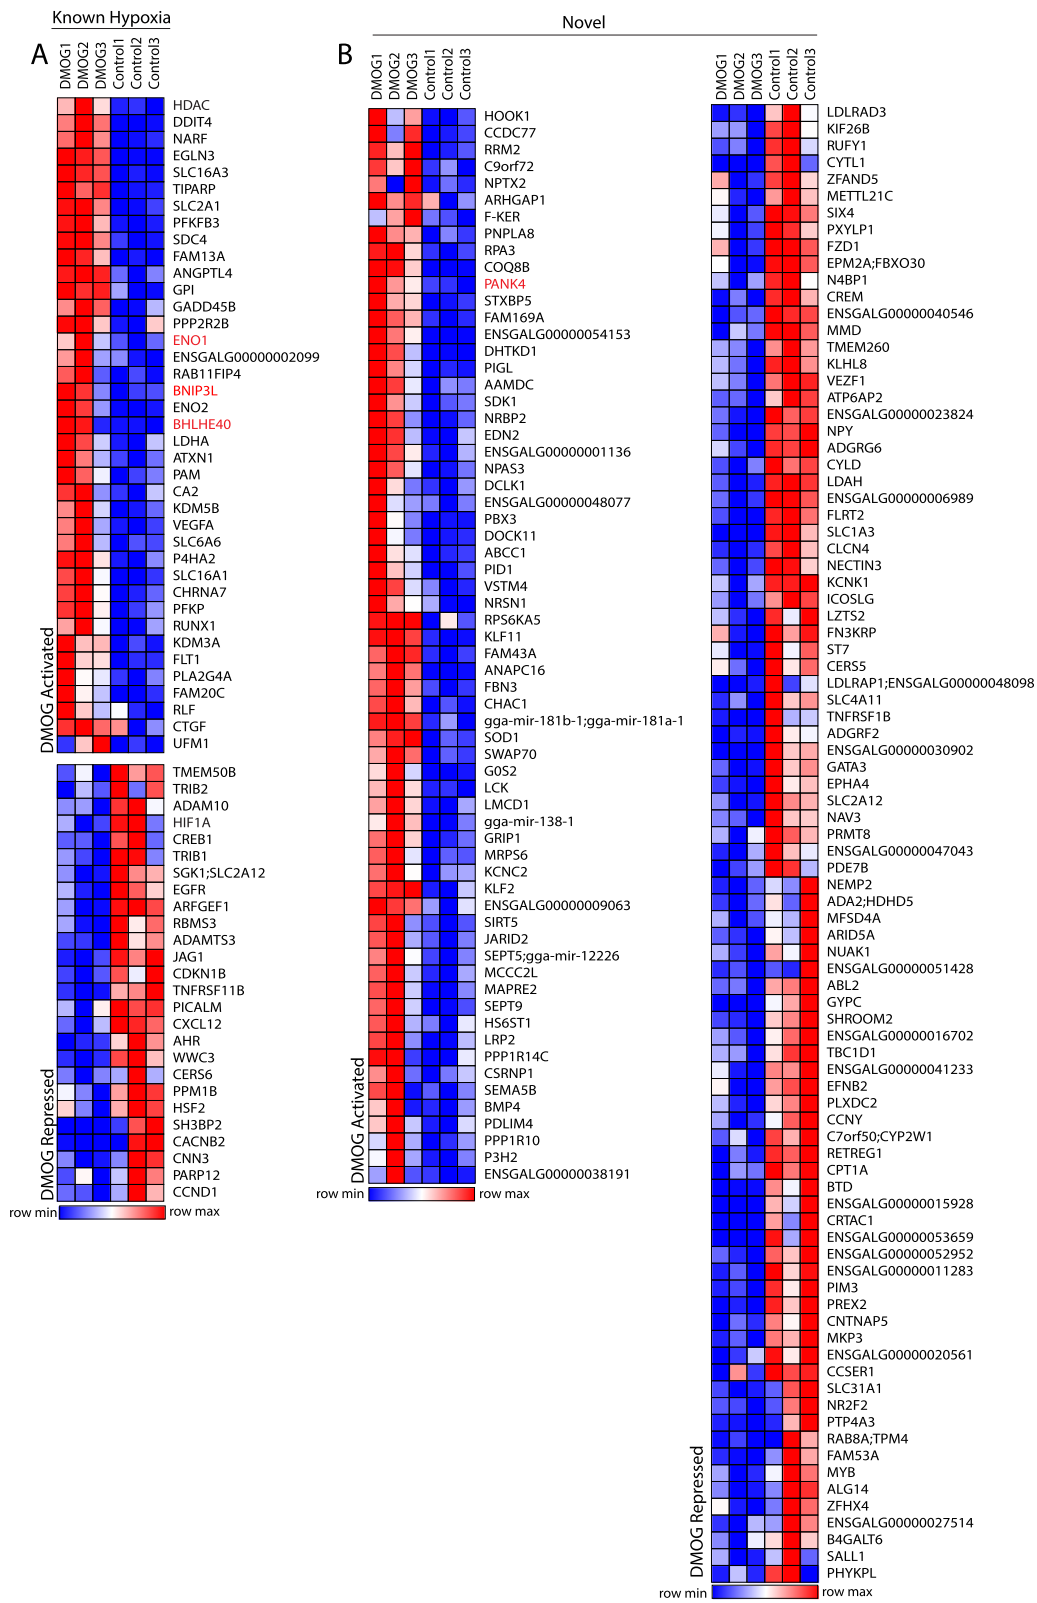 Known Hypoxia
Novel
A
B
DMOG1
DMOG2
DMOG3
Control1
Control2
Control3
HDAC
DDIT4
NARF
EGLN3
SLC16A3
TIPARP
SLC2A1
PFKFB3
SDC4
FAM13A
ANGPTL4
GPI
GADD45B
PPP2R2B
ENO1
ENSGALG00000002099
RAB11FIP4
BNIP3L
ENO2
BHLHE40
LDHA
ATXN1
PAM
CA2
KDM5B
VEGFA
SLC6A6
P4HA2
SLC16A1
CHRNA7
PFKP
RUNX1
KDM3A
FLT1
PLA2G4A
FAM20C
RLF
CTGF
UFM1
DMOG Activated
TMEM50B
TRIB2
ADAM10
HIF1A
CREB1
TRIB1
SGK1;SLC2A12
EGFR
ARFGEF1
RBMS3
ADAMTS3
JAG1
CDKN1B
TNFRSF11B
PICALM
CXCL12
AHR
WWC3
CERS6
PPM1B
HSF2
SH3BP2
CACNB2
CNN3
PARP12
CCND1
DMOG Repressed
row min
row max
DMOG1
DMOG2
DMOG3
Control1
Control2
Control3
HOOK1
CCDC77
RRM2
C9orf72
NPTX2
ARHGAP1
F-KER
PNPLA8
RPA3
COQ8B
PANK4
STXBP5
FAM169A
ENSGALG00000054153
DHTKD1
PIGL
AAMDC
SDK1
NRBP2
EDN2
ENSGALG00000001136
NPAS3
DCLK1
ENSGALG00000048077
PBX3
DOCK11
ABCC1
PID1
VSTM4
NRSN1
RPS6KA5
KLF11
FAM43A
ANAPC16
FBN3
CHAC1
gga-mir-181b-1;gga-mir-181a-1
SOD1
SWAP70
G0S2
LCK
LMCD1
gga-mir-138-1
GRIP1
MRPS6
KCNC2
KLF2
ENSGALG00000009063
SIRT5
JARID2
SEPT5;gga-mir-12226
MCCC2L
MAPRE2
SEPT9
HS6ST1
LRP2
PPP1R14C
CSRNP1
SEMA5B
BMP4
PDLIM4
PPP1R10
P3H2
ENSGALG00000038191
DMOG Activated
row min
row max
DMOG1
DMOG2
DMOG3
Control1
Control2
Control3
LDLRAD3
KIF26B
RUFY1
CYTL1
ZFAND5
METTL21C
SIX4
PXYLP1
FZD1
EPM2A;FBXO30
N4BP1
CREM
ENSGALG00000040546
MMD
TMEM260
KLHL8
VEZF1
ATP6AP2
ENSGALG00000023824
NPY
ADGRG6
CYLD
LDAH
ENSGALG00000006989
FLRT2
SLC1A3
CLCN4
NECTIN3
KCNK1
ICOSLG
LZTS2
FN3KRP
ST7
CERS5
LDLRAP1;ENSGALG00000048098
SLC4A11
TNFRSF1B
ADGRF2
ENSGALG00000030902
GATA3
EPHA4
SLC2A12
NAV3
PRMT8
ENSGALG00000047043
PDE7B
NEMP2
ADA2;HDHD5
MFSD4A
ARID5A
NUAK1
ENSGALG00000051428
ABL2
GYPC
SHROOM2
ENSGALG00000016702
TBC1D1
ENSGALG00000041233
EFNB2
PLXDC2
CCNY
C7orf50;CYP2W1
RETREG1
CPT1A
BTD
ENSGALG00000015928
CRTAC1
ENSGALG00000053659
ENSGALG00000052952
ENSGALG00000011283
PIM3
PREX2
CNTNAP5
MKP3
ENSGALG00000020561
CCSER1
SLC31A1
NR2F2
PTP4A3
RAB8A;TPM4
FAM53A
MYB
ALG14
ZFHX4
ENSGALG00000027514
B4GALT6
SALL1
PHYKPL
DMOG Repressed
row min
row max